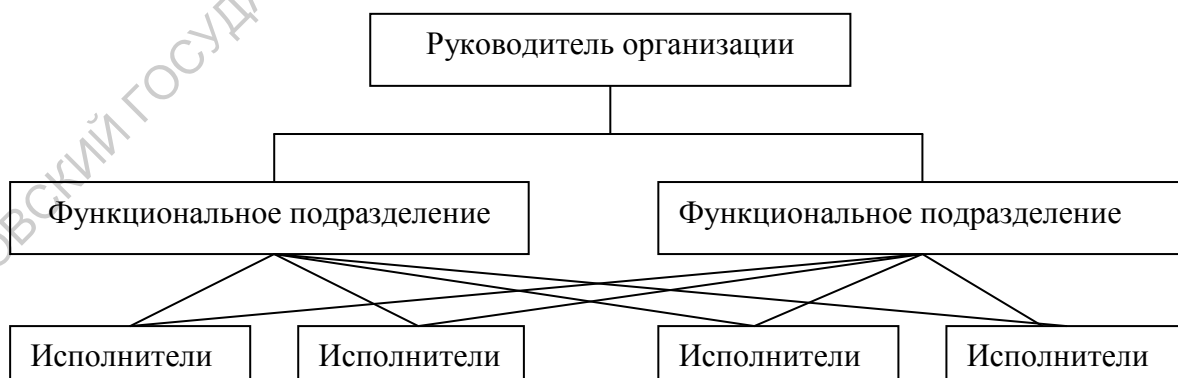 Руководитель организации
Функциональное подразделение
Функциональное подразделение
Исполнители
Исполнители
Исполнители
Исполнители